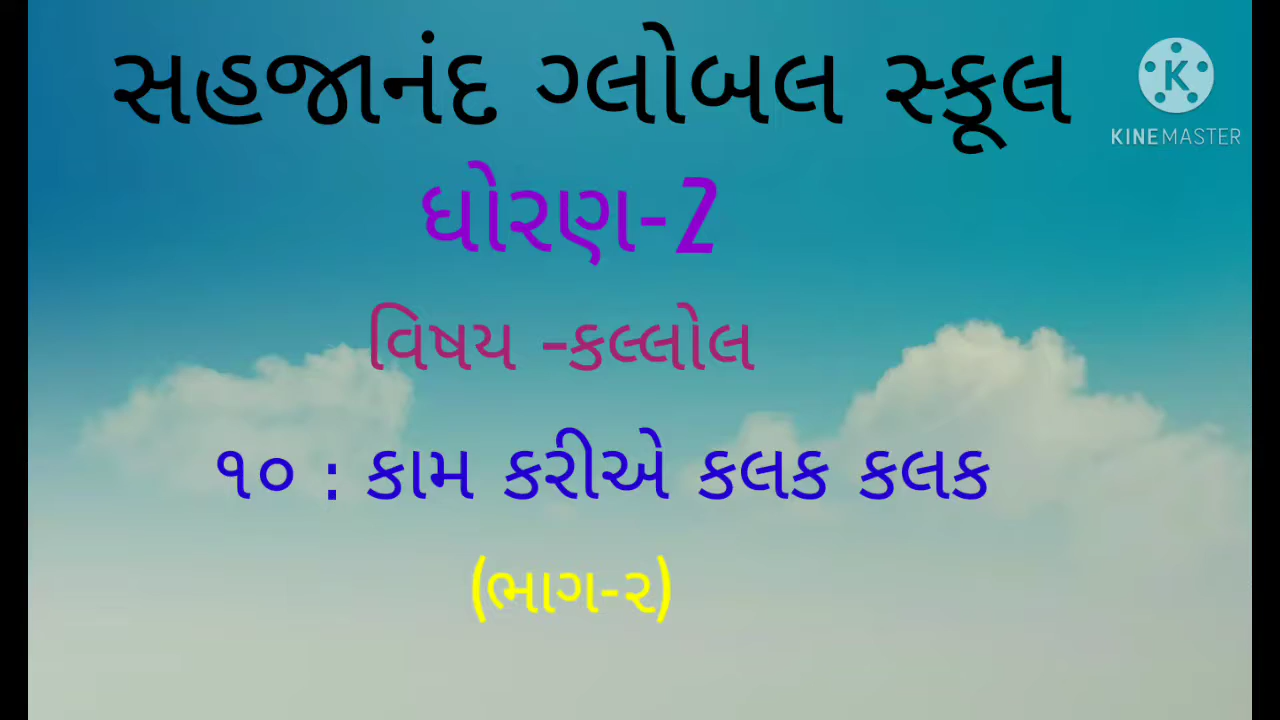 સહજાનંદ ગ્લોબલ સ્કૂલ
K
KINEMASTER
ધોરણ-2
વિષય -કલ્લોલ
૧૦ : કામ કરીએ કલક કલક
(ભાગ-૨)